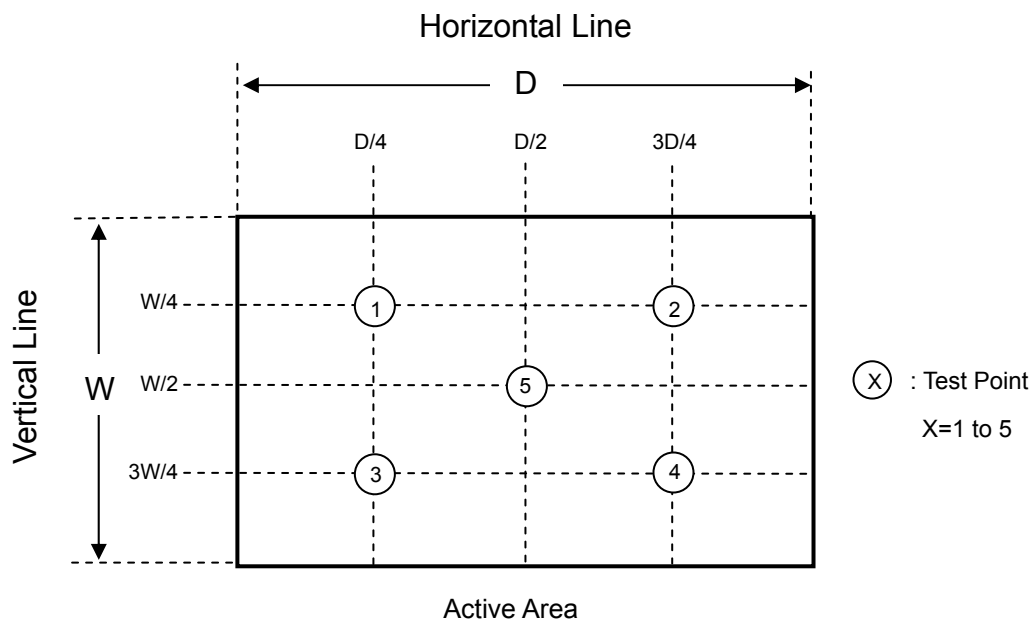 Horizontal Line
D
D/4 D/2 3D/4
Vertical Line
W
W/4
1 2
W/2
5
X : Test Point
X=1 to 5
3W/4
3 4
Active Area